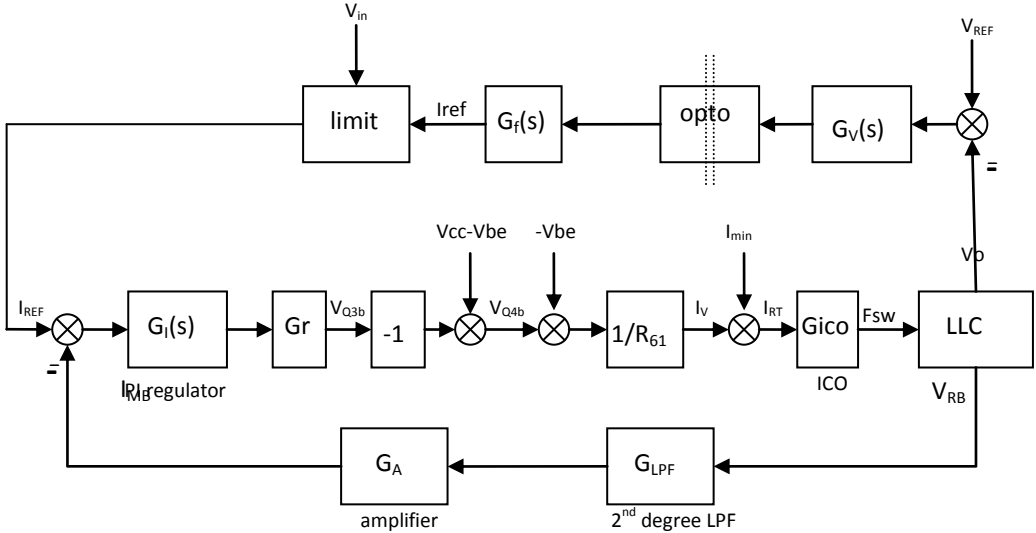 V_in
V_REF
limit
Iref
G_f(s)
opto
G_V(s)
=
Vo
Vcc-Vbe
-Vbe
I_min
I_REF
G_I(s)
Gr
V_Q3b
-1
V_Q4b
1/R_61
I_V
I_RT
Gico
Fsw
LLC
=
PI regulator
I_MB
ICO
V_RB
G_A
G_LPF
amplifier
2nd degree LPF